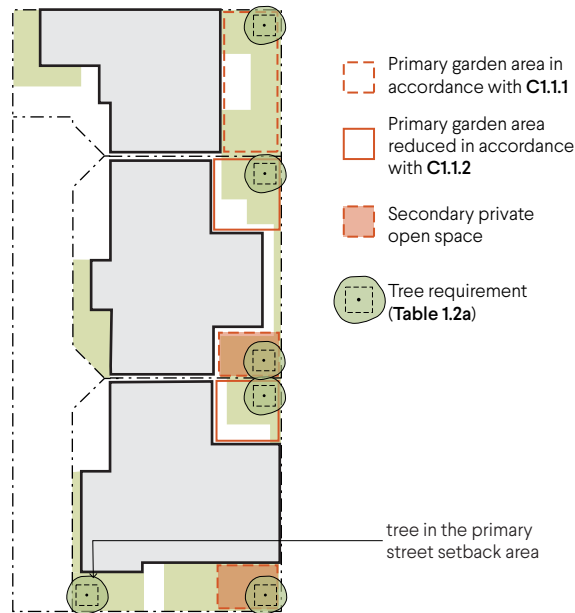 Primary garden area in
accordance with C1.1.1
Primary garden area
reduced in accordance
with C1.1.2
Secondary private
open space
Tree requirement
(Table 1.2a)
tree in the primary
street setback area